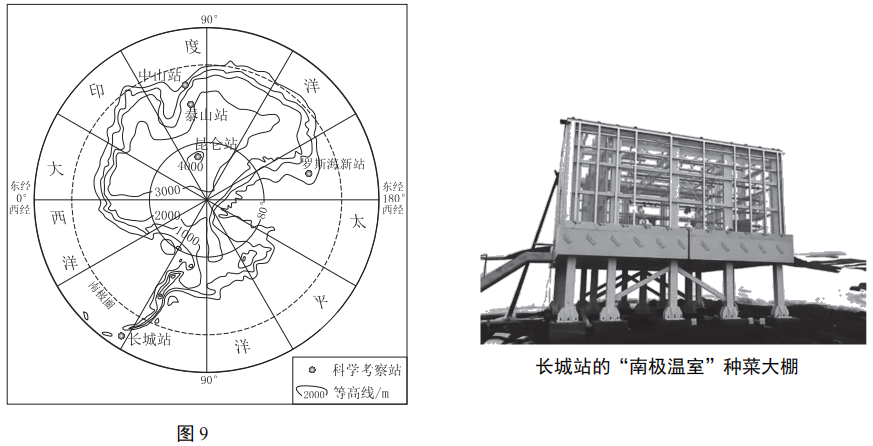 90°
度
洋
印
中山站
泰山站
昆仑站
4000
罗斯海新站
大
3000
东经
0°
西经
东经
180°
西经
西
2000
80°
太
1000
洋
南极圈
平
长城站
洋
90°
科学考察站
2000 等高线/m
图9
长城站的“南极温室”种菜大棚